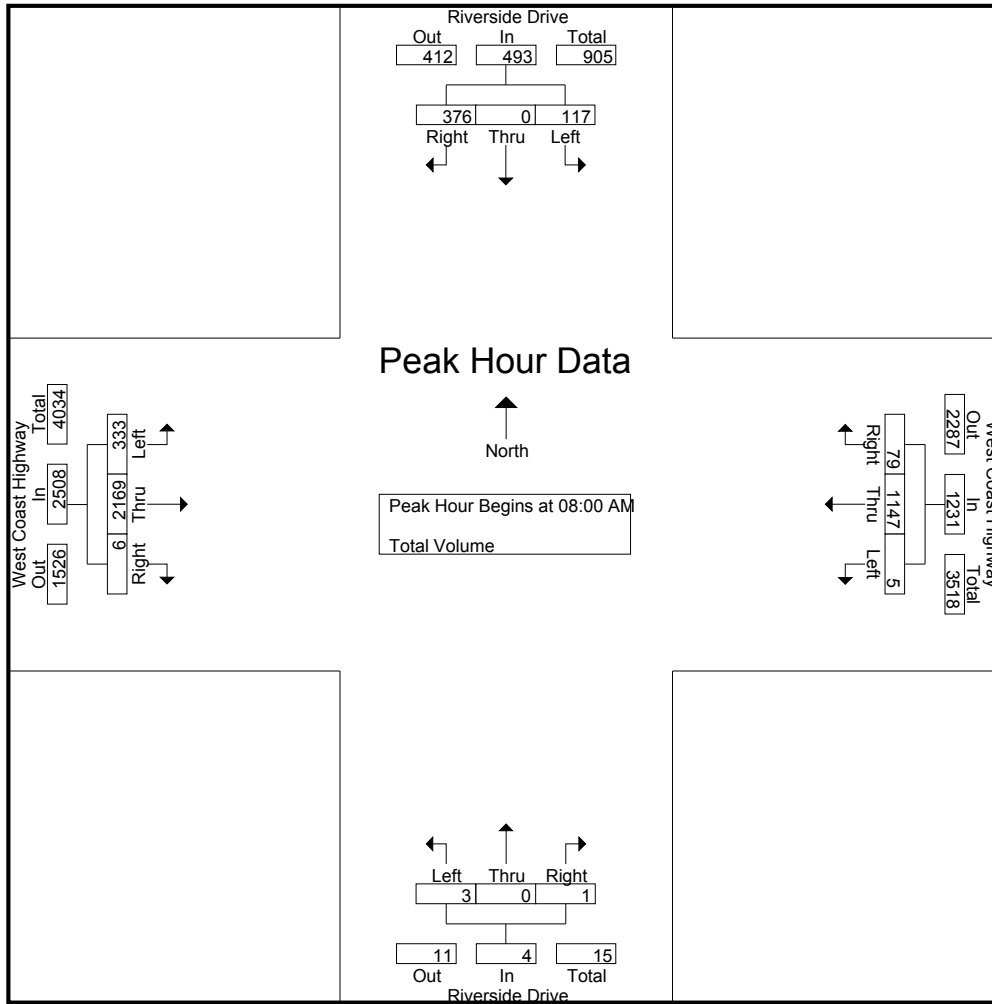 Riverside Drive
Out In Total
412 493 905
376 0 117
Right Thru Left
Peak Hour Data
North
Peak Hour Begins at 08:00 AM
Total Volume
West Coast Highway
Total In Out
4034 2508 1526
333 2169 6
Left Thru Right
West Coast Highway
Out In Total
2287 1231 3518
79 1147 5
Right Thru Left
Left Thru Right
3 0 1
11 4 15
Out In Total
Riverside Drive